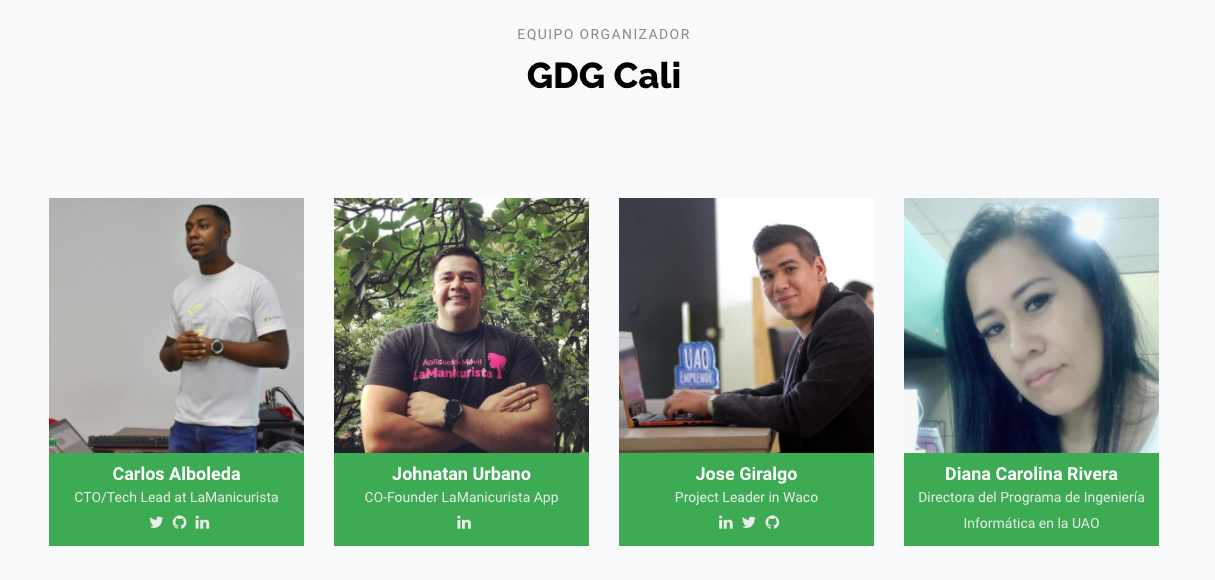 EQUIPO ORGANIZADOR
GDG Cali
Aplicación Móvil
LaManicurista
UAO
EMPRENDE
Carlos Alboleda
CTO/Tech Lead at LaManicurista
Johnatan Urbano
CO-Founder LaManicurista App
Jose Giralgo
Project Leader in Waco
Diana Carolina Rivera
Directora del Programa de Ingeniería
Informática en la UAO